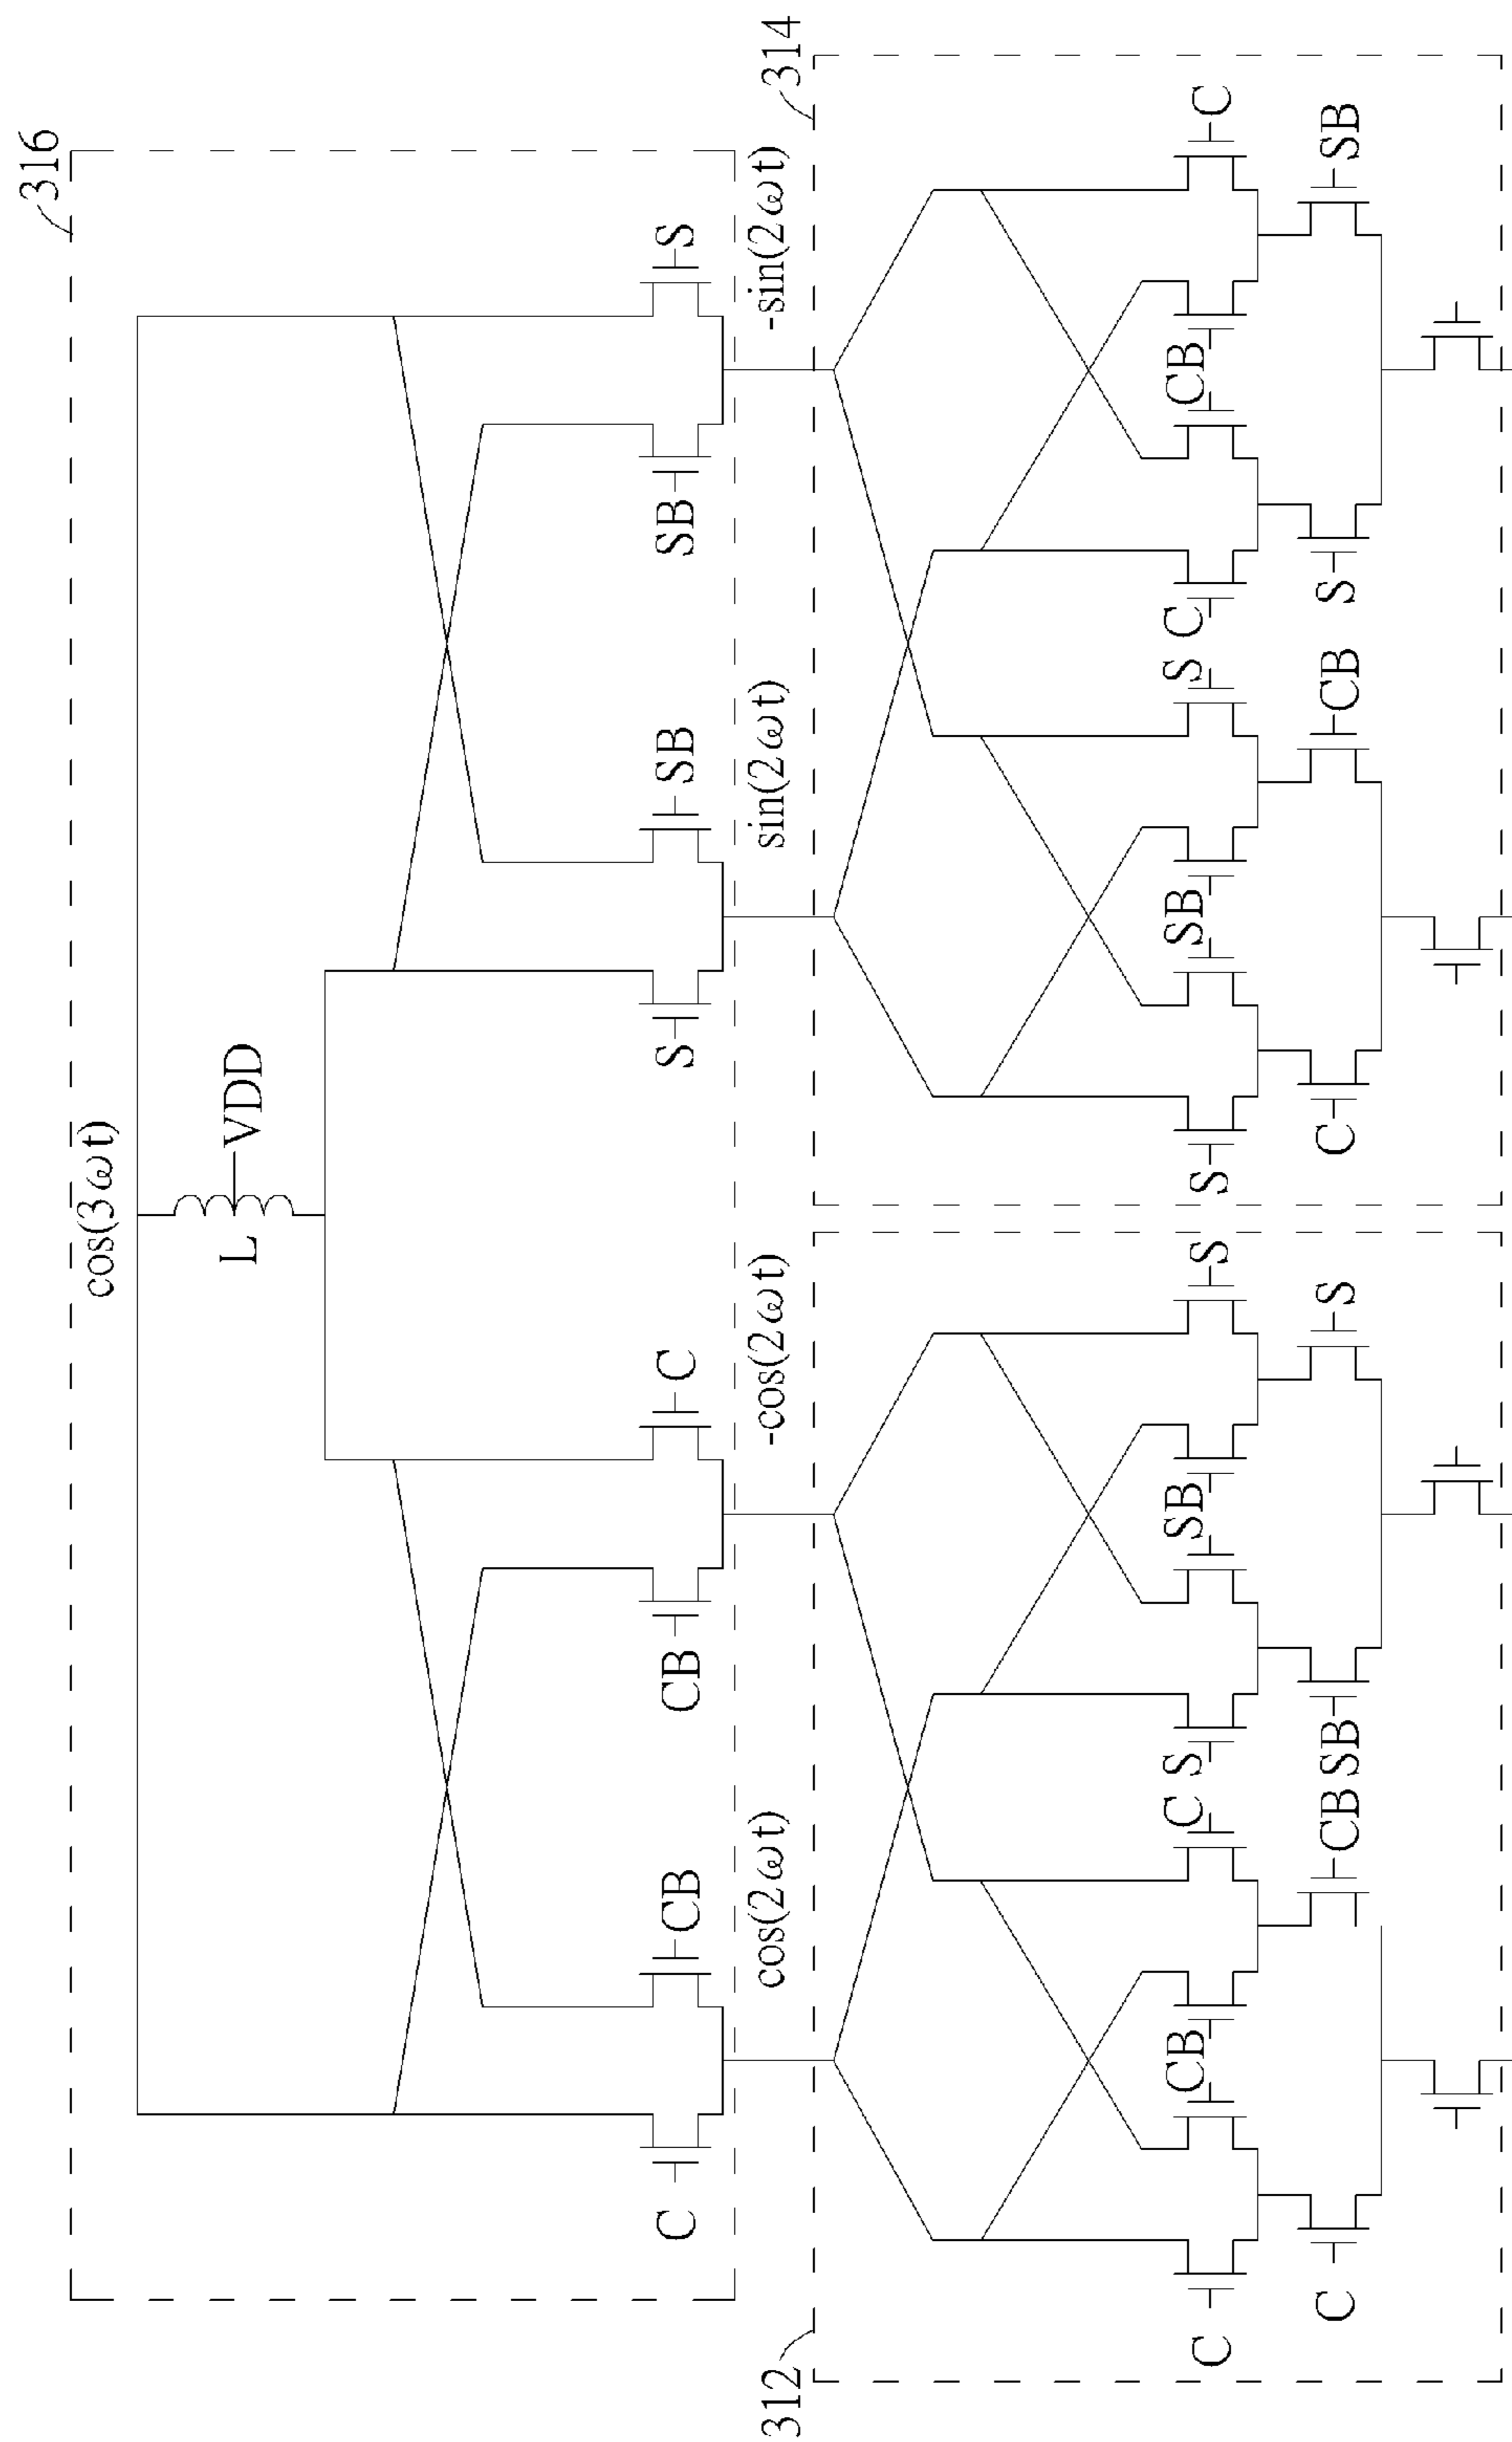 316
cos(3ωt)
L VDD
C CB CB C S SB SB S
cos(2ωt) -cos(2ωt) sin(2ωt) -sin(2ωt)
312 314
C CB C S SB S S SB S C CB C
C CB SB S C CB S SB